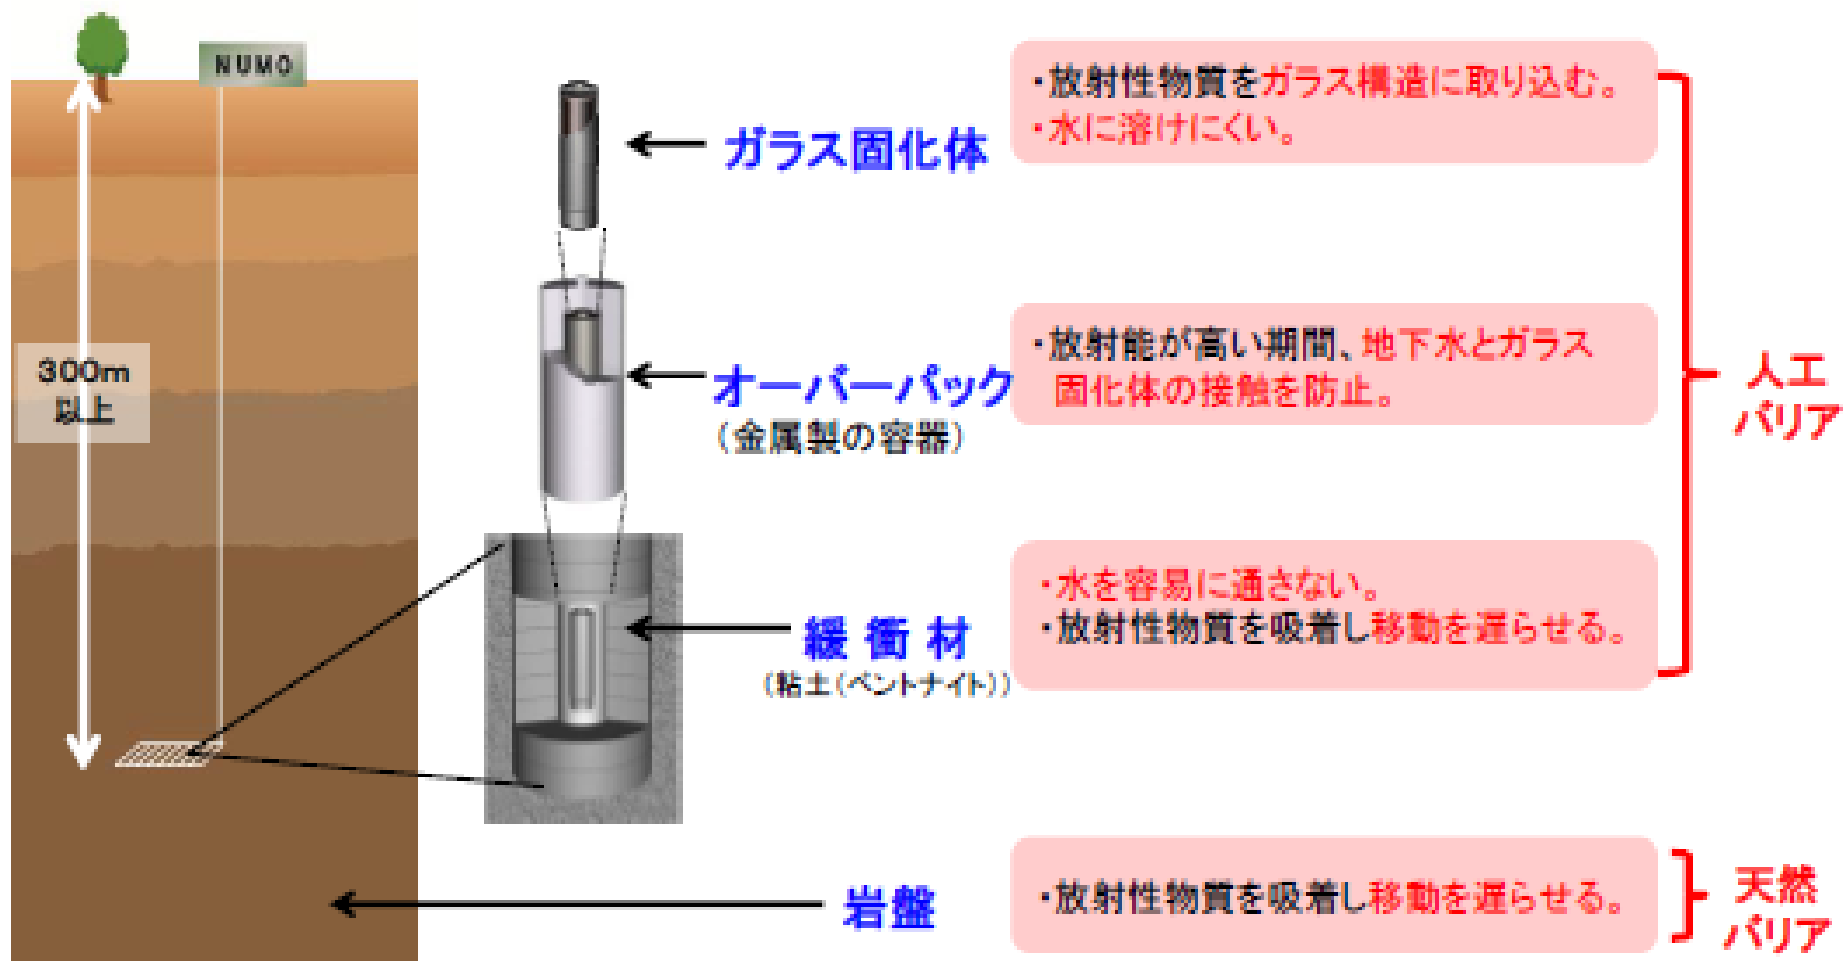 NUMO
300m
以上
ガラス固化体
・放射性物質をガラス構造に取り込む。
・水に溶けにくい。
オーバーパック
（金属製の容器）
・放射能が高い期間、地下水とガラス
固化体の接触を防止。
緩衝材
（粘土（ベントナイト））
・水を容易に通さない。
・放射性物質を吸着し移動を遅らせる。
人工
バリア
岩盤
・放射性物質を吸着し移動を遅らせる。
天然
バリア